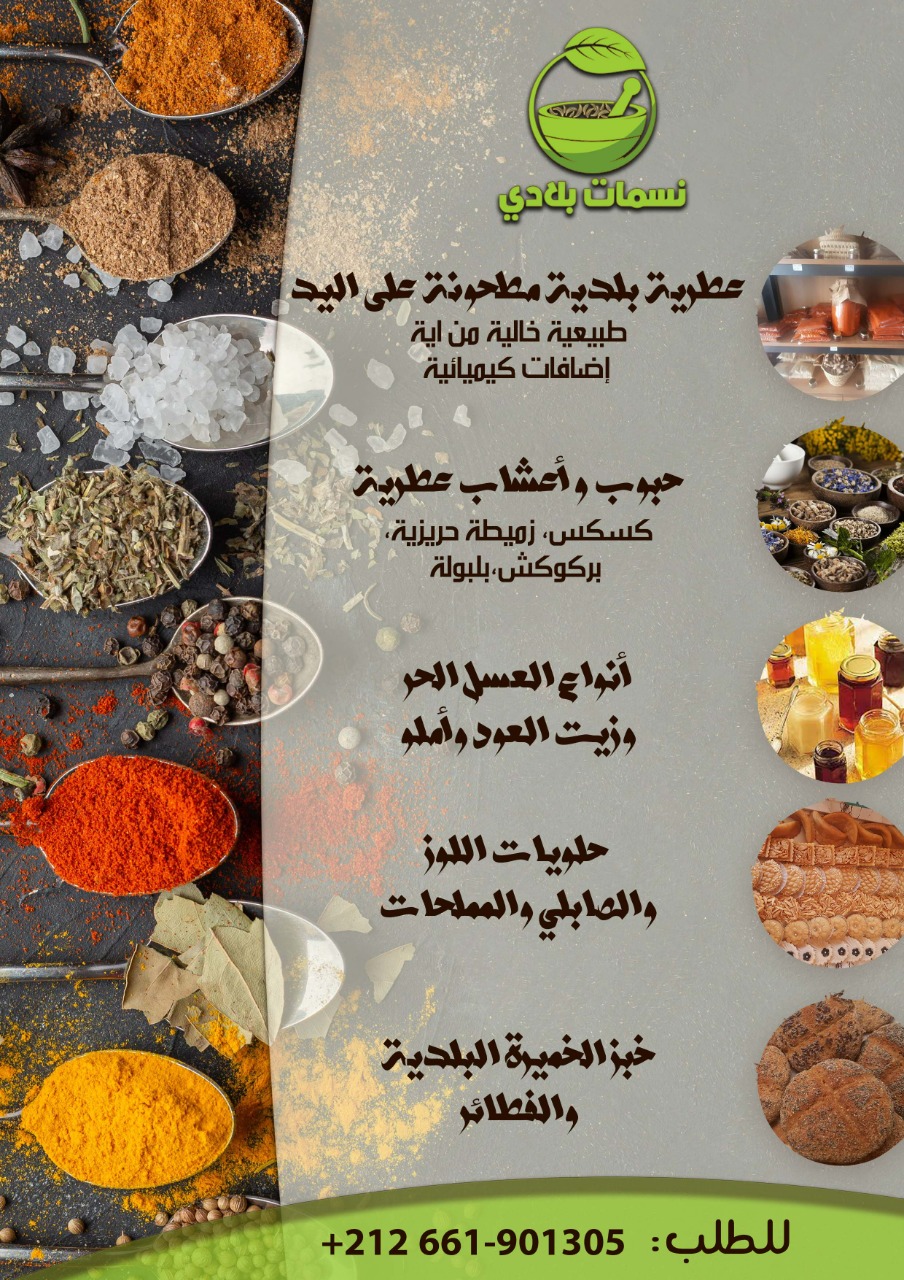 نسمات بلادي
عطرية بلدية مطحونة على اليد
طبيعية خالية من اية
إضافات كيميائية
حبوب وأعشاب عطرية
كسكس، زميطة حريزية،
بركوكش،بلبولة
أنواع العسل الحر
وزيت العود وأملو
حلويات اللوز
والصابلي والمملحات
خبز الخميرة البلدية
والفطائر
للطلب: +212 661-901305